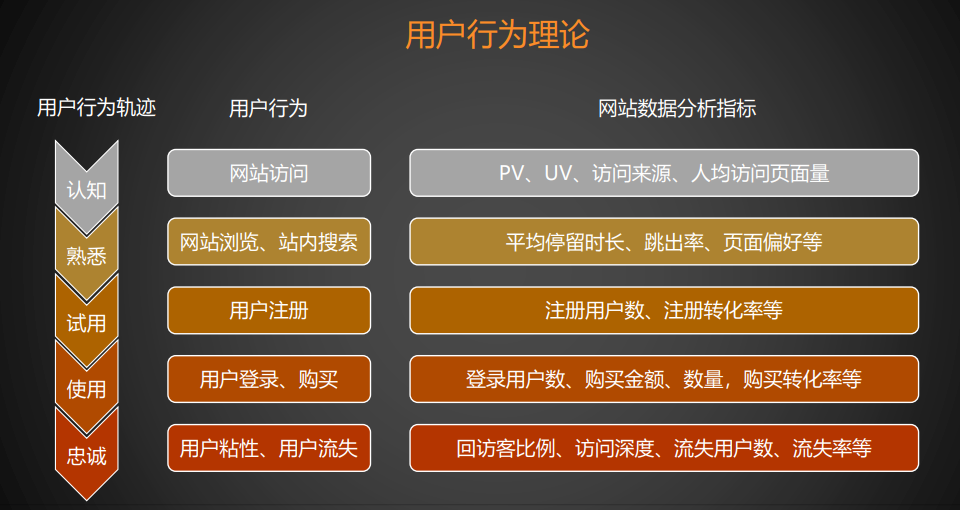 用户行为理论
用户行为轨迹 用户行为 网站数据分析指标
认知 网站访问 PV、UV、访问来源、人均访问页面量
熟悉 网站浏览、站内搜索 平均停留时长、跳出率、页面偏好等
试用 用户注册 注册用户数、注册转化率等
使用 用户登录、购买 登录用户数、购买金额、数量，购买转化率等
忠诚 用户粘性、用户流失 回访客比例、访问深度、流失用户数、流失率等